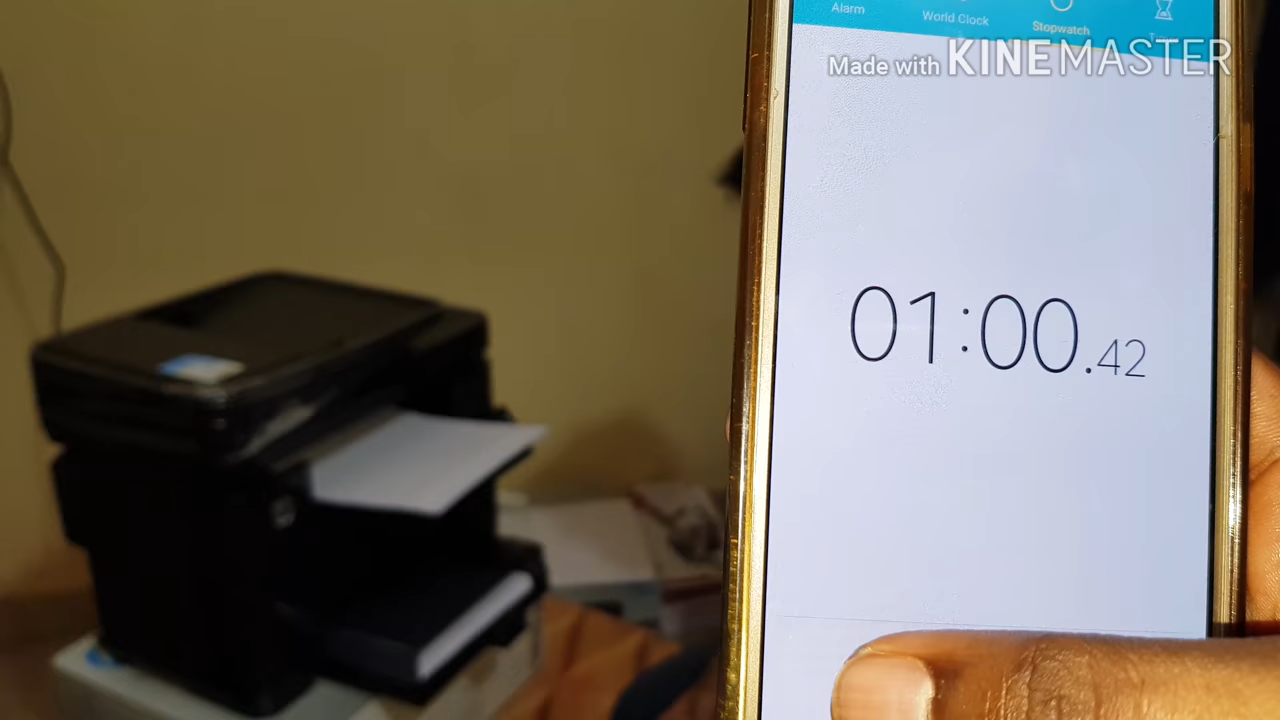 Alarm
World Clock
Stopwatch
Made with KINEMASTER
01:00.42